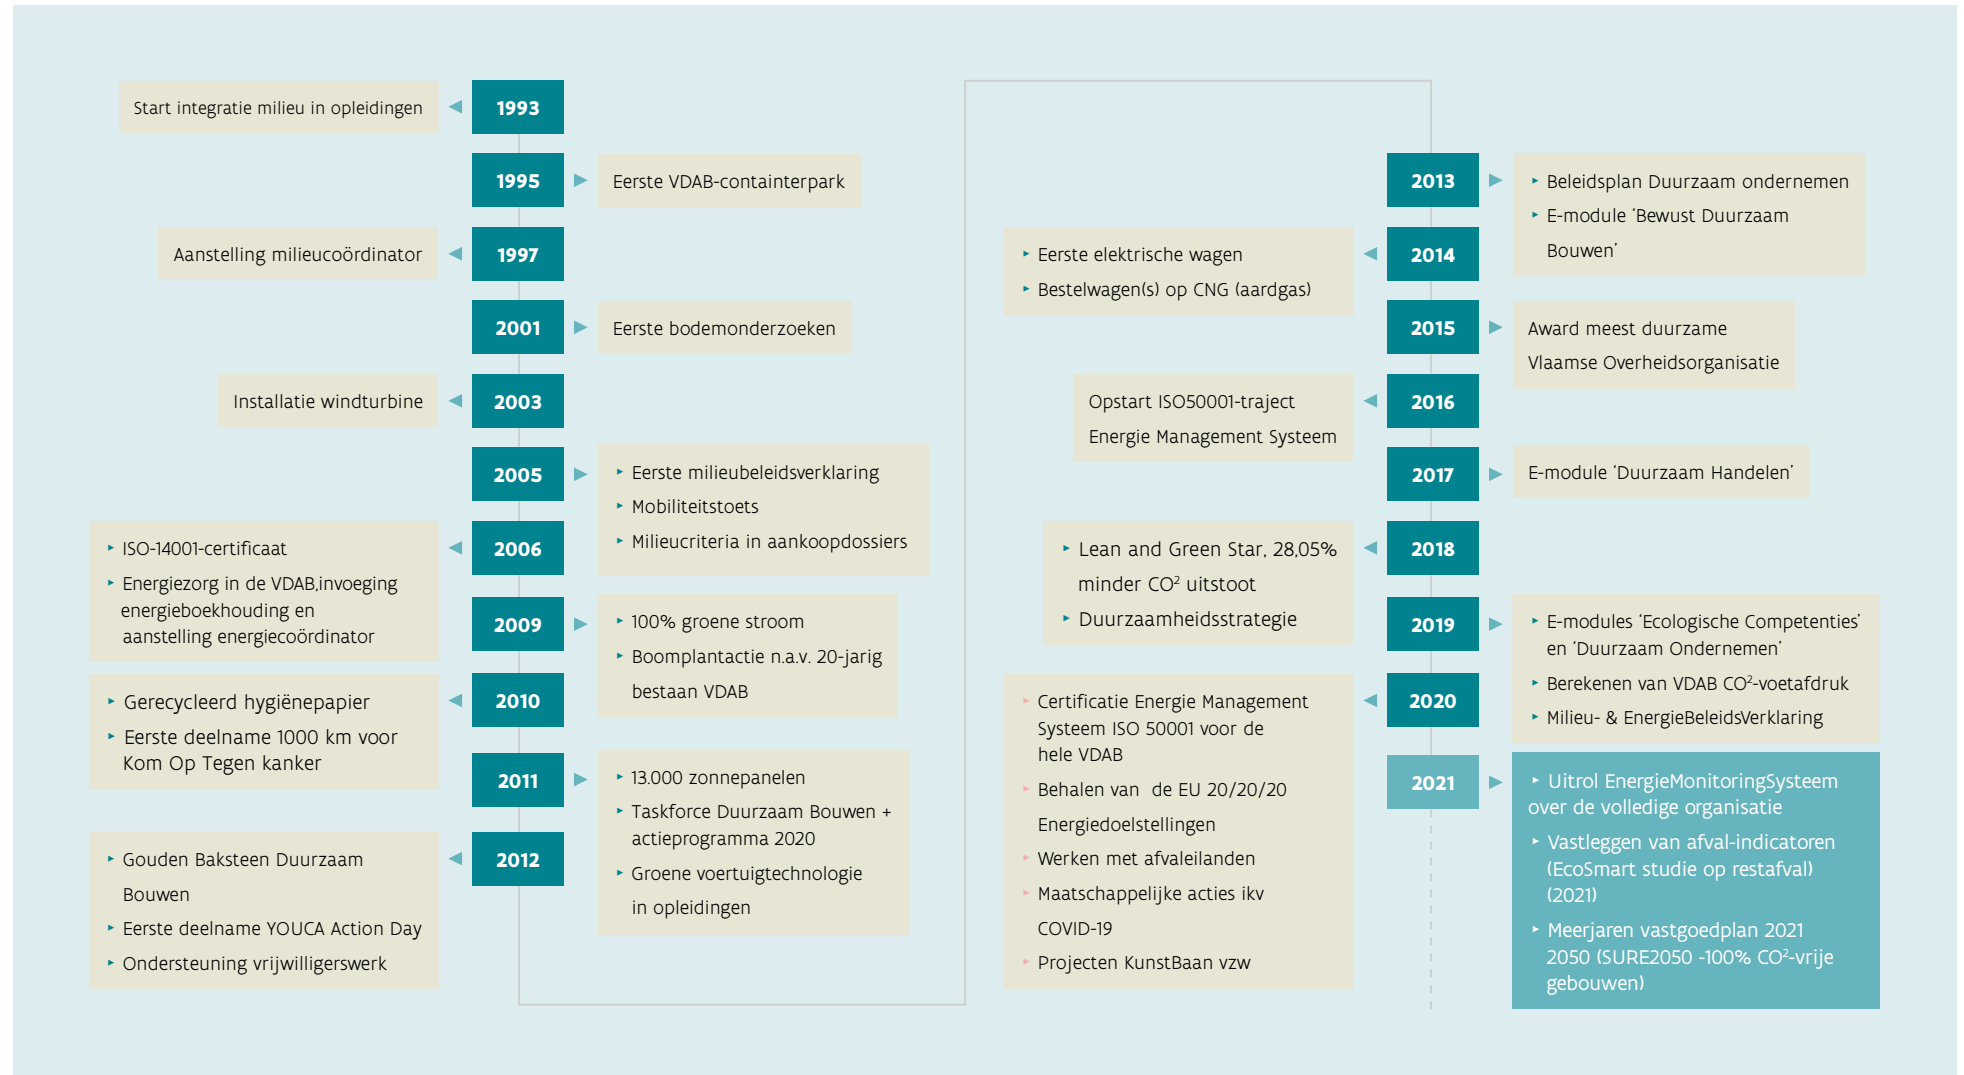 1993
Start integratie milieu in opleidingen
1995
Eerste VDAB-containterpark
1997
Aanstelling milieucoördinator
2001
Eerste bodemonderzoeken
2003
Installatie windturbine
2005
‣ Eerste milieubeleidsverklaring
‣ Mobiliteitstoets
‣ Milieucriteria in aankoopdossiers
2006
‣ ISO-14001-certificaat
‣ Energiezorg in de VDAB,invoeging
energieboekhouding en
aanstelling energiecoördinator
2009
‣ 100% groene stroom
‣ Boomplantactie n.a.v. 20-jarig
bestaan VDAB
2010
‣ Gerecycleerd hygiënepapier
‣ Eerste deelname 1000 km voor
Kom Op Tegen kanker
2011
‣ 13.000 zonnepanelen
‣ Taskforce Duurzaam Bouwen +
actieprogramma 2020
‣ Groene voertuigtechnologie
in opleidingen
2012
‣ Gouden Baksteen Duurzaam
Bouwen
‣ Eerste deelname YOUCA Action Day
‣ Ondersteuning vrijwilligerswerk
2013
‣ Beleidsplan Duurzaam ondernemen
‣ E-module ‘Bewust Duurzaam
Bouwen’
2014
‣ Eerste elektrische wagen
‣ Bestelwagen(s) op CNG (aardgas)
2015
Award meest duurzame
Vlaamse Overheidsorganisatie
2016
Opstart ISO50001-traject
Energie Management Systeem
2017
E-module ‘Duurzaam Handelen’
2018
‣ Lean and Green Star, 28,05%
minder CO² uitstoot
‣ Duurzaamheidsstrategie
2019
‣ E-modules ‘Ecologische Competenties’
en ‘Duurzaam Ondernemen’
‣ Berekenen van VDAB CO²-voetafdruk
‣ Milieu- & EnergieBeleidsVerklaring
2020
‣ Certificatie Energie Management
Systeem ISO 50001 voor de
hele VDAB
‣ Behalen van de EU 20/20/20
Energiedoelstellingen
‣ Werken met afvaleilanden
‣ Maatschappelijke acties ikv
COVID-19
‣ Projecten KunstBaan vzw
2021
‣ Uitrol EnergieMonitoringSysteem
over de volledige organisatie
‣ Vastleggen van afval-indicatoren
(EcoSmart studie op restafval)
(2021)
‣ Meerjaren vastgoedplan 2021
2050 (SURE2050 -100% CO²-vrije
gebouwen)